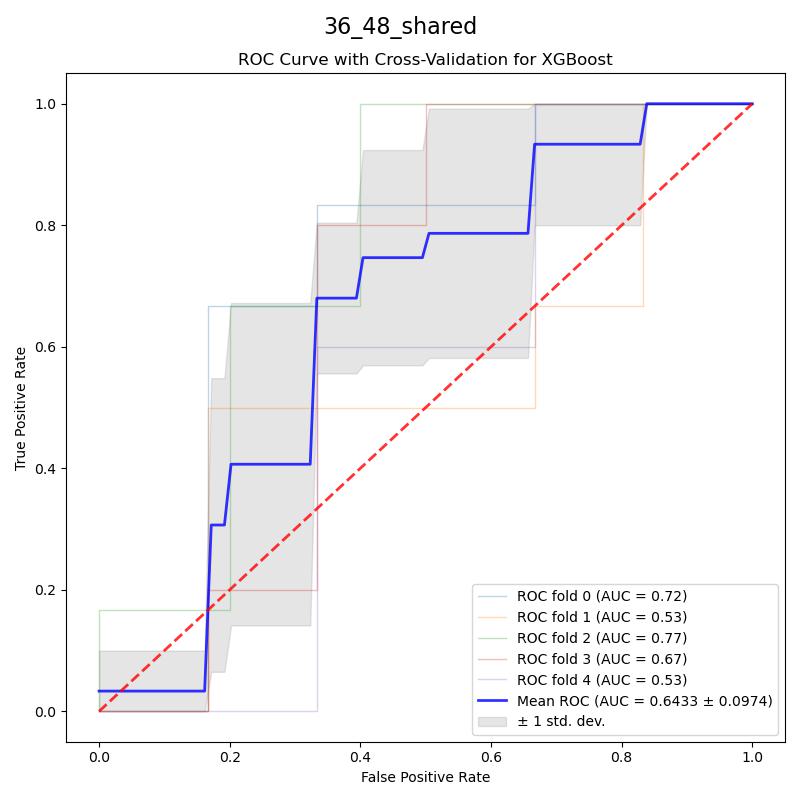 36_48_shared
ROC Curve with Cross-Validation for XGBoost
True Positive Rate
1.0
0.8
0.6
0.4
0.2
0.0
ROC fold 0 (AUC = 0.72)
ROC fold 1 (AUC = 0.53)
ROC fold 2 (AUC = 0.77)
ROC fold 3 (AUC = 0.67)
ROC fold 4 (AUC = 0.53)
Mean ROC (AUC = 0.6433 ± 0.0974)
± 1 std. dev.
0.0 0.2 0.4 0.6 0.8 1.0
False Positive Rate